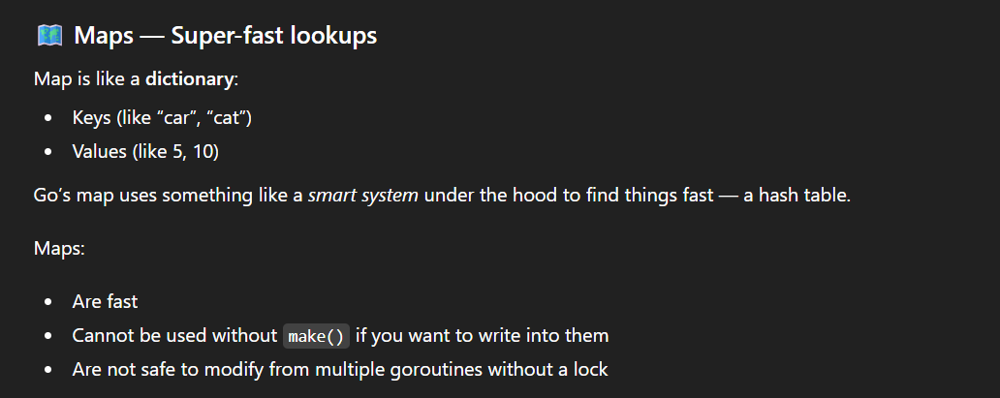 🗺️ Maps — Super-fast lookups
Map is like a dictionary:
• Keys (like “car”, “cat”)
• Values (like 5, 10)
Go’s map uses something like a smart system under the hood to find things fast — a hash table.
Maps:
• Are fast
• Cannot be used without make() if you want to write into them
• Are not safe to modify from multiple goroutines without a lock